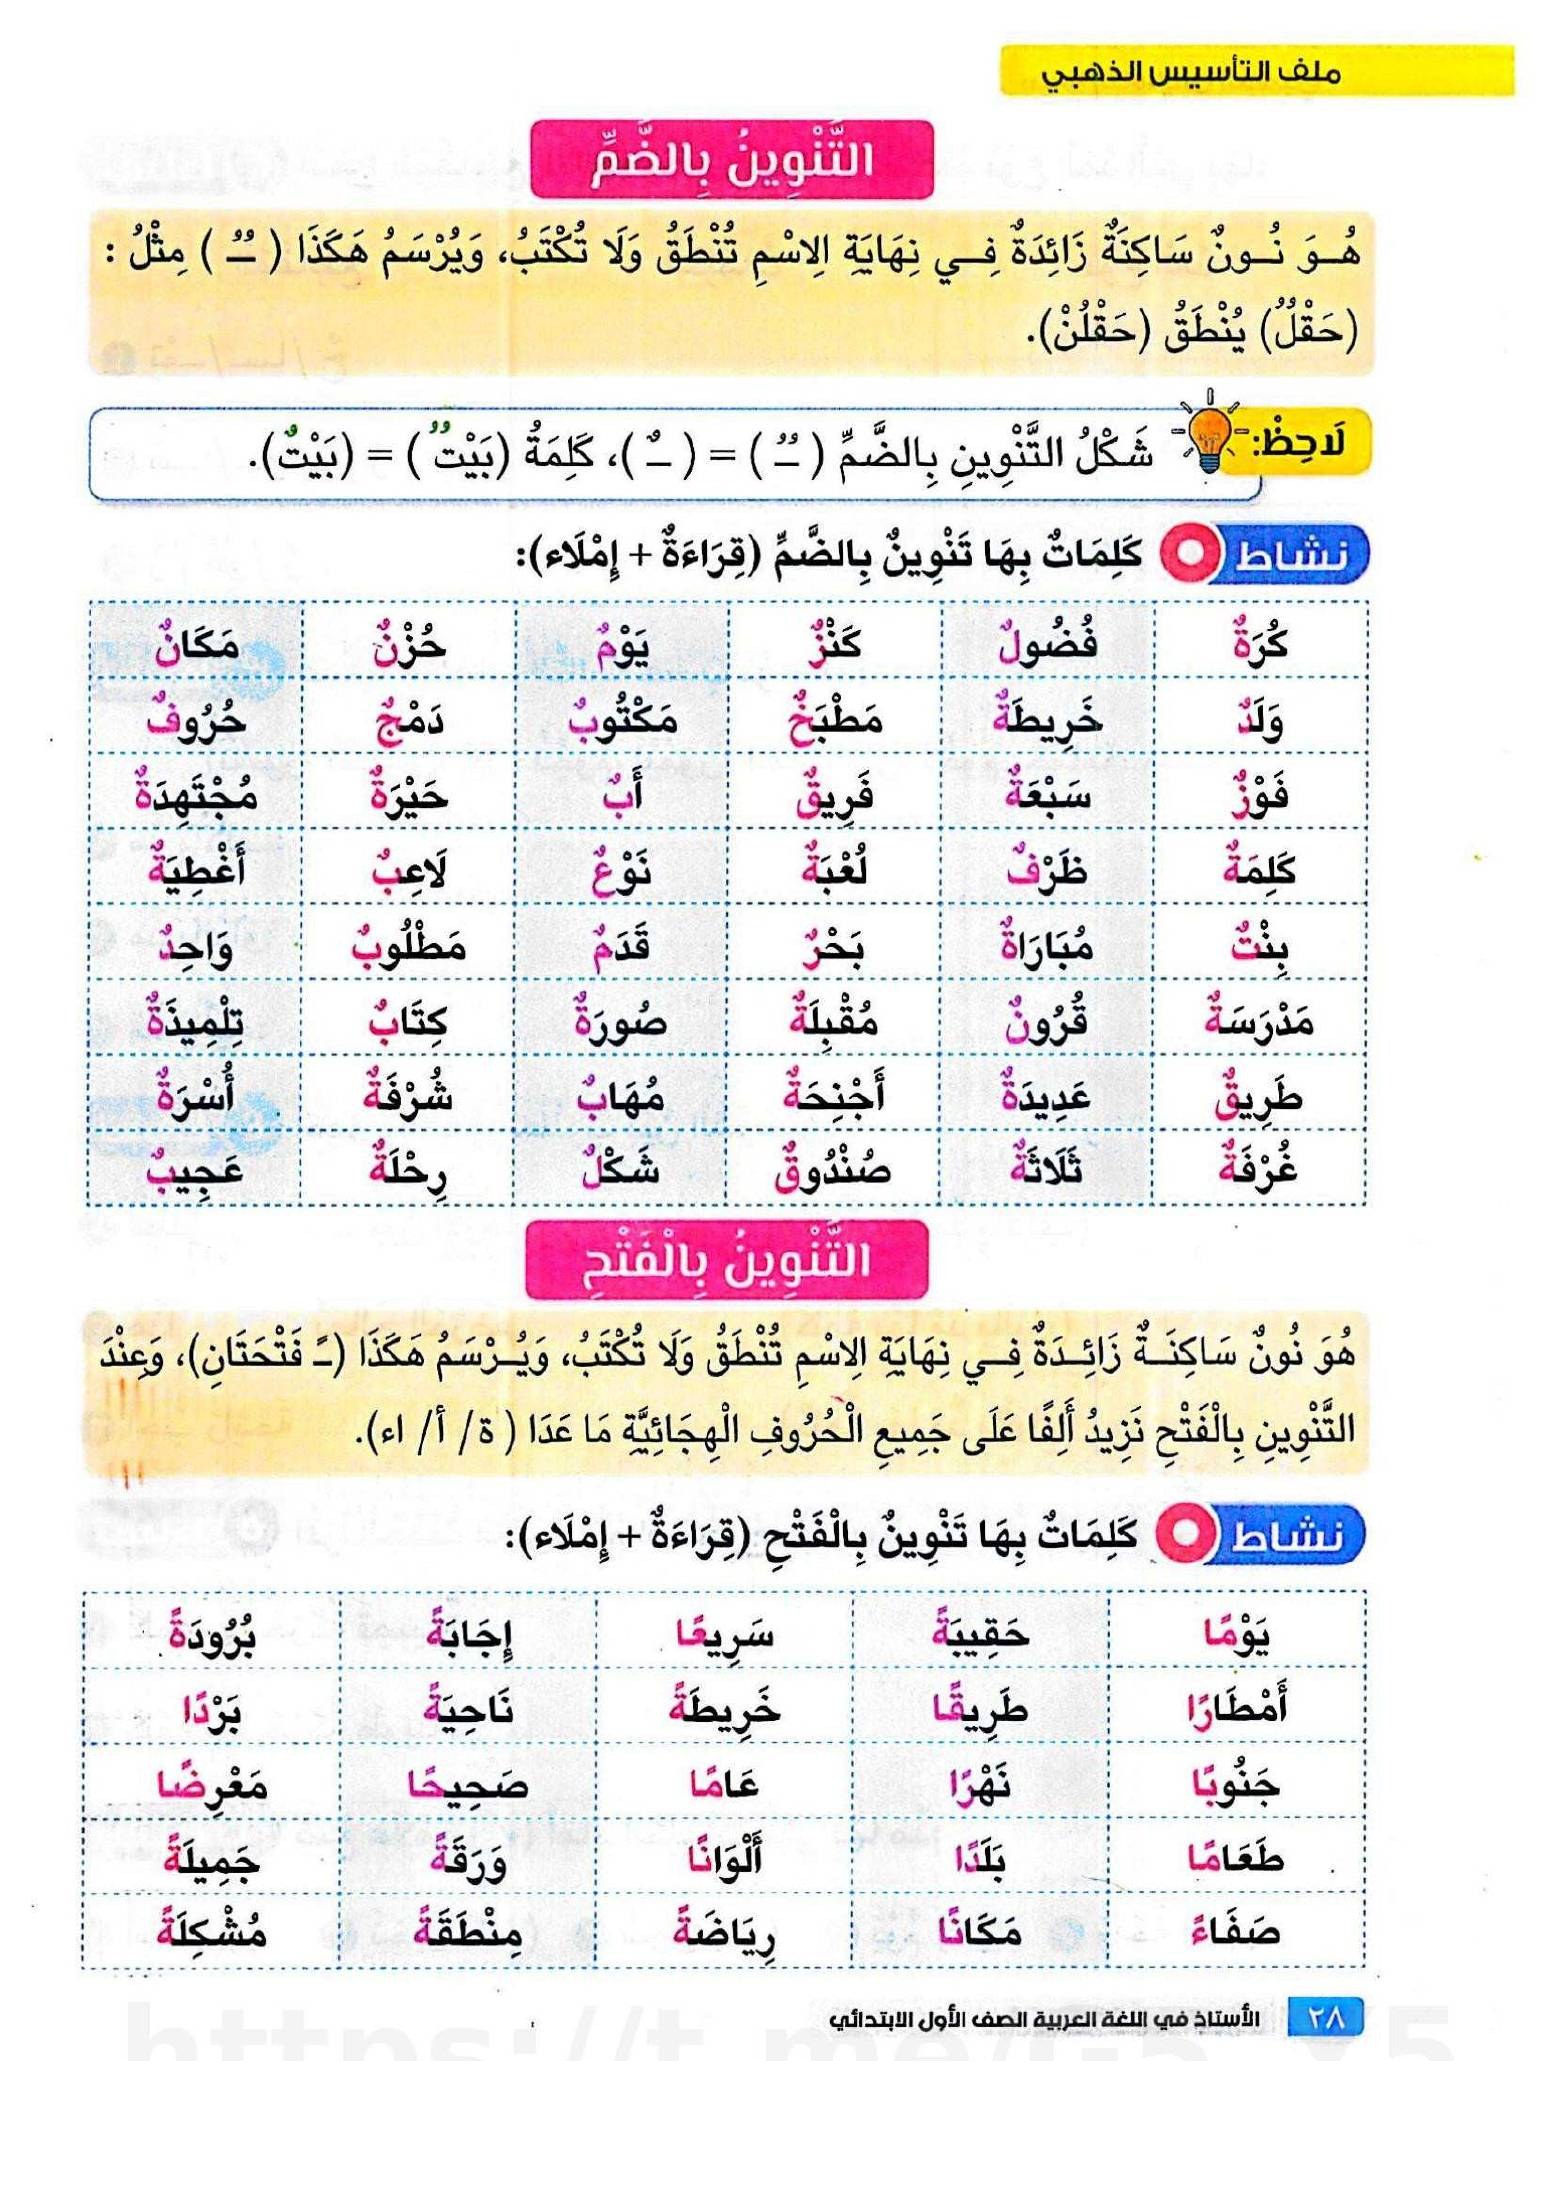 ملف التأسيس الذهبي
التَّنْوِينُ بِالضَّمِّ
هُوَ نُونٌ سَاكِنَةٌ زَائِدَةٌ فِي نِهَايَةِ الِاسْمِ تُنْطَقُ وَلَا تُكْتَبُ، وَيُرْسَمُ هَكَذَا ( ـُـُ ) مِثْلُ :
(حَقْلٌ) يُنْطَقُ (حَقْلُنْ).
لَاحِظْ: شَكْلُ التَّنْوِينِ بِالضَّمِّ ( ـُـُ ) = ( ـٌ )، كَلِمَةُ (بَيْتُُ ) = (بَيْتٌ).
نشاط كَلِمَاتٌ بِهَا تَنْوِينٌ بِالضَّمِّ (قِرَاءَةٌ + إِمْلَاء):
كُرَةٌ فُضُولٌ كَنْزٌ يَوْمٌ حُزْنٌ مَكَانٌ
وَلَدٌ خَرِيطَةٌ مَطْبَخٌ مَكْتُوبٌ دَمْجٌ حُرُوفٌ
فَوْزٌ سَبْعَةٌ فَرِيقٌ أَبٌ حَيْرَةٌ مُجْتَهِدَةٌ
كَلِمَةٌ ظَرْفٌ لُعْبَةٌ نَوْعٌ لَاعِبٌ أَغْطِيَةٌ
بِنْتٌ مُبَارَاةٌ بَحْرٌ قَدَمٌ مَطْلُوبٌ وَاحِدٌ
مَدْرَسَةٌ قُرُونٌ مُقْبِلَةٌ صُورَةٌ كِتَابٌ تِلْمِيذَةٌ
طَرِيقٌ عَدِيدَةٌ أَجْنِحَةٌ مُهَابٌ شُرْفَةٌ أُسْرَةٌ
غُرْفَةٌ ثَلَاثَةٌ صُنْدُوقٌ شَكْلٌ رِحْلَةٌ عَجِيبٌ
التَّنْوِينُ بِالْفَتْحِ
هُوَ نُونٌ سَاكِنَةٌ زَائِدَةٌ فِي نِهَايَةِ الِاسْمِ تُنْطَقُ وَلَا تُكْتَبُ، وَيُرْسَمُ هَكَذَا (ـً فَتْحَتَانِ)، وَعِنْدَ
التَّنْوِينِ بِالْفَتْحِ نَزِيدُ أَلِفًا عَلَى جَمِيعِ الْحُرُوفِ الْهِجَائِيَّةِ مَا عَدَا ( ة/ أ/ اء).
نشاط كَلِمَاتٌ بِهَا تَنْوِينٌ بِالْفَتْحِ (قِرَاءَةٌ + إِمْلَاء):
يَوْمًا حَقِيبَةً سَرِيعًا إِجَابَةً بُرُودَةً
أَمْطَارًا طَرِيقًا خَرِيطَةً نَاحِيَةً بَرْدًا
جَنُوبًا نَهْرًا عَامًا صَحِيحًا مَعْرِضًا
طَعَامًا بَلَدًا أَلْوَانًا وَرَقَةً جَمِيلَةً
صَفَاءً مَكَانًا رِيَاضَةً مِنْطَقَةً مُشْكِلَةً
٢٨ الأستاذ في اللغة العربية الصف الأول الابتدائي